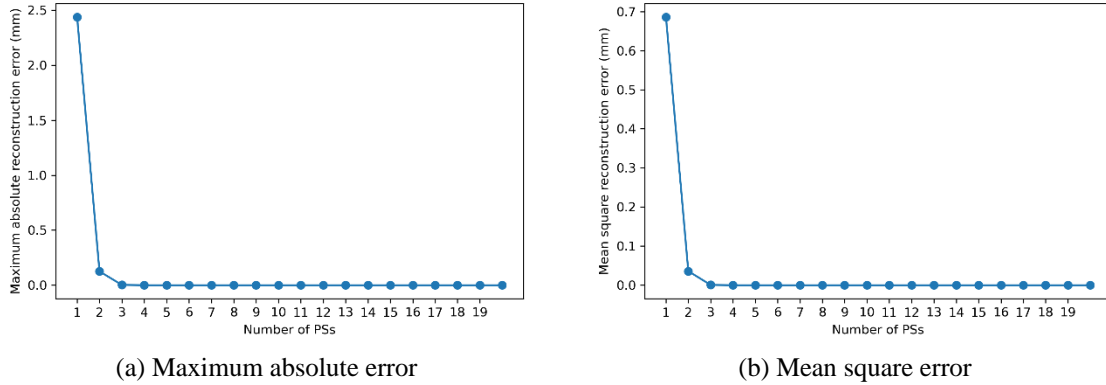 Maximum absolute reconstruction error (mm)
2.5
2.0
1.5
1.0
0.5
0.0
1 2 3 4 5 6 7 8 9 10 11 12 13 14 15 16 17 18 19
Number of PSs
(a) Maximum absolute error
Mean square reconstruction error (mm)
0.7
0.6
0.5
0.4
0.3
0.2
0.1
0.0
1 2 3 4 5 6 7 8 9 10 11 12 13 14 15 16 17 18 19
Number of PSs
(b) Mean square error